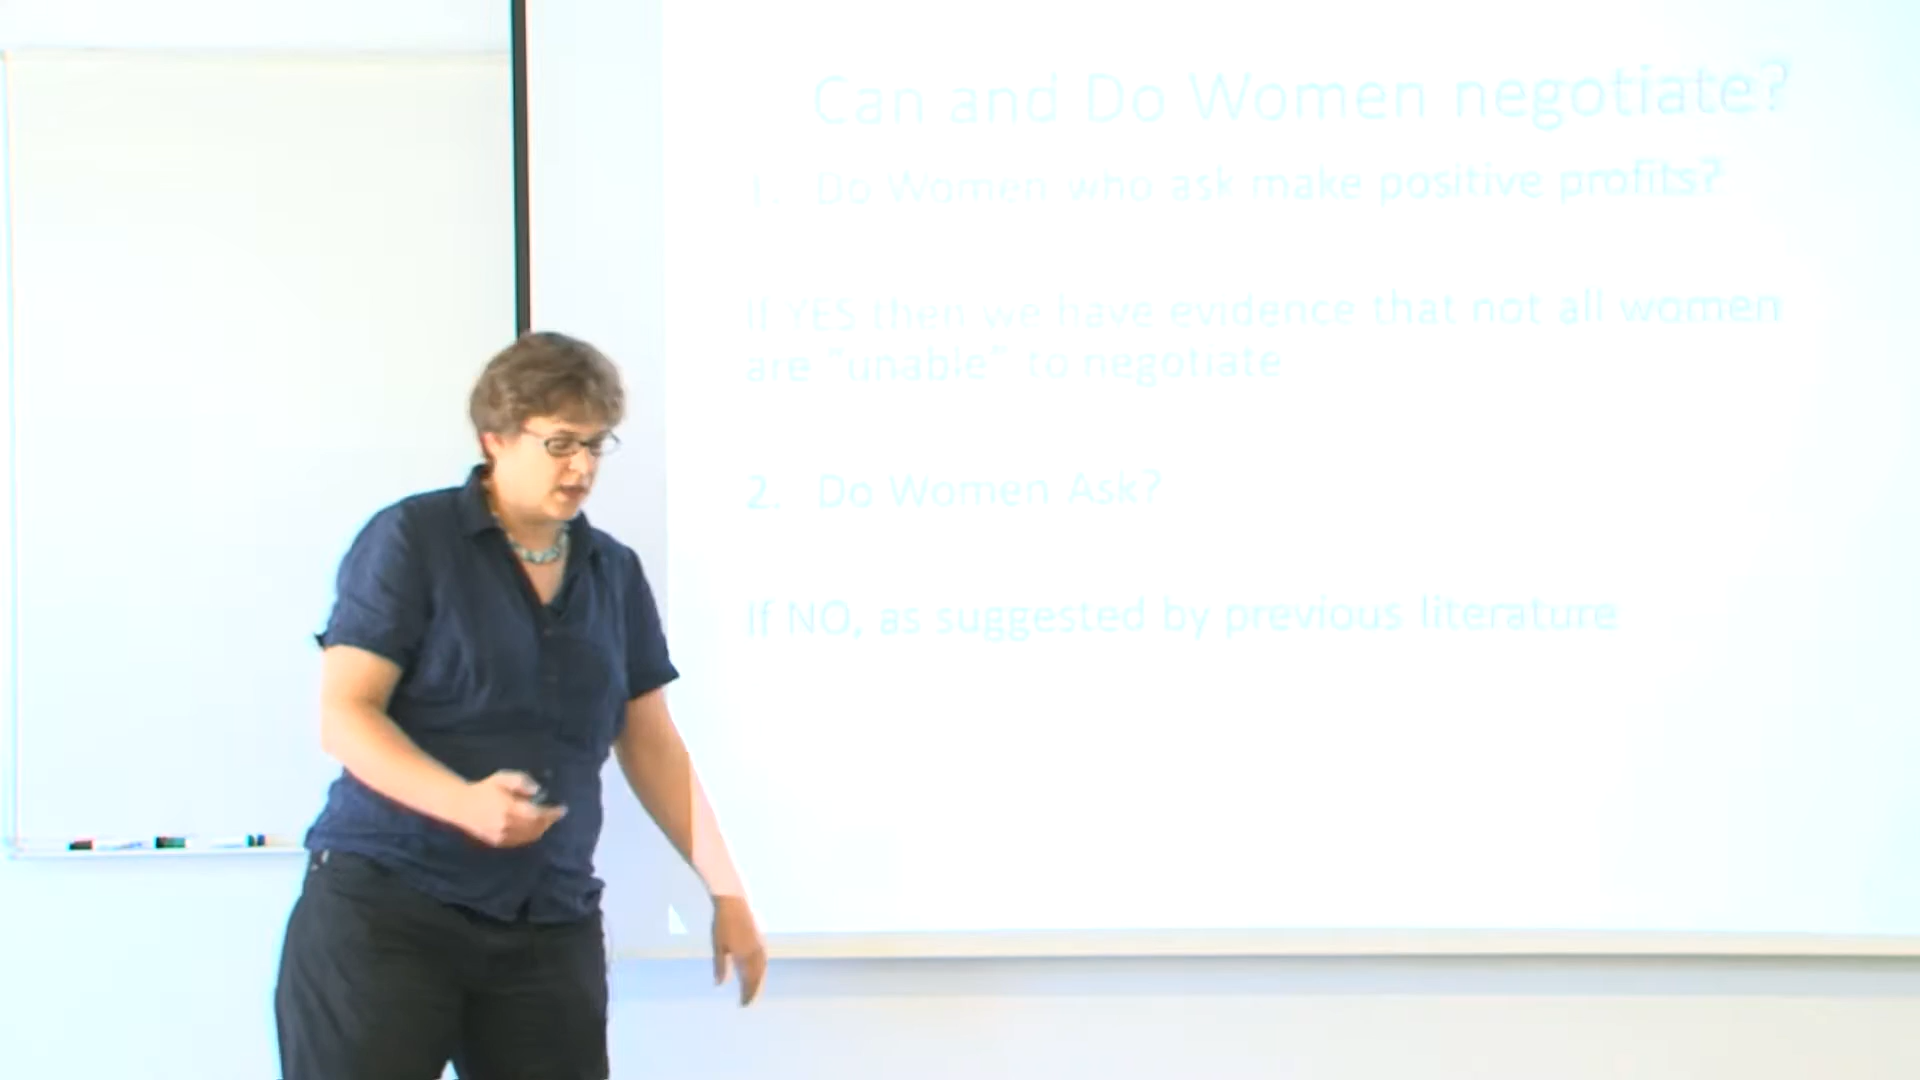 Can and Do Women negotiate?
1. Do Women who ask make positive profits?
If YES then we have evidence that not all women
are "unable" to negotiate
2. Do Women Ask?
If NO, as suggested by previous literature